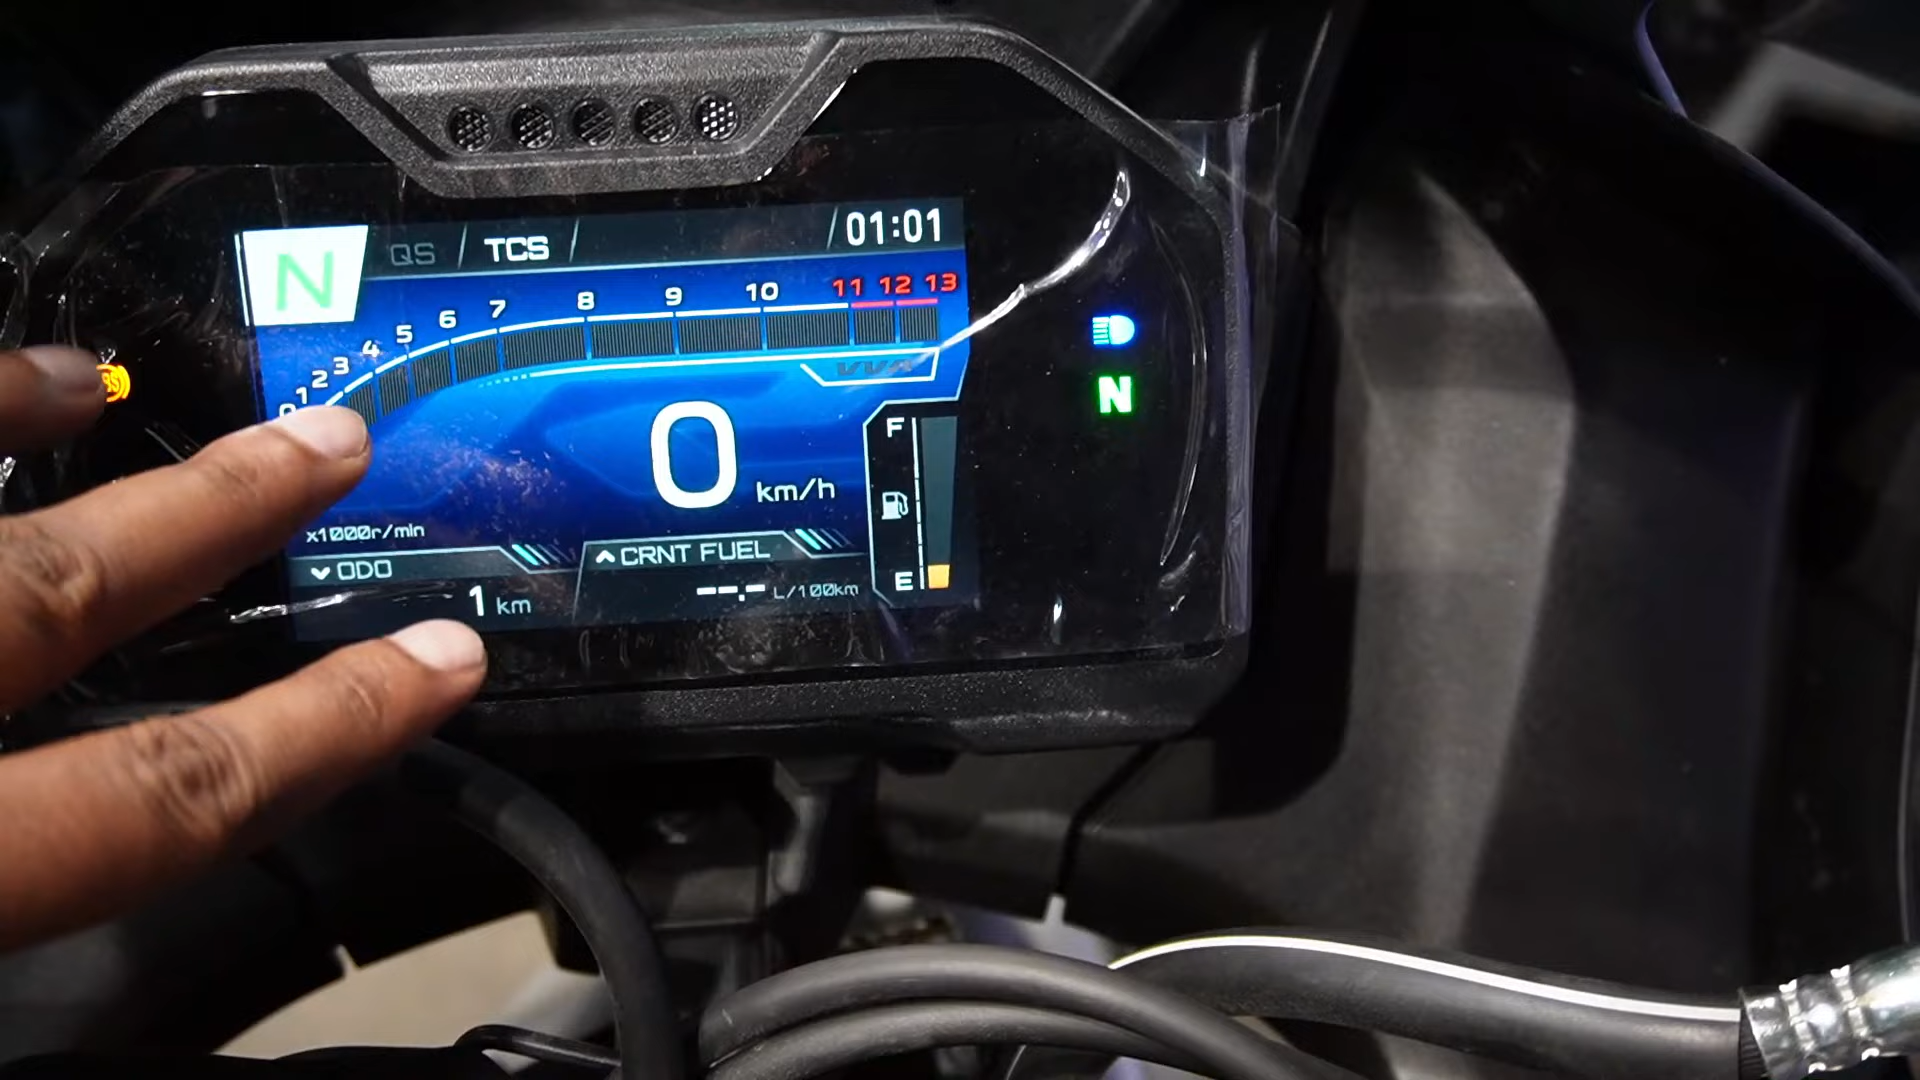 N QS TCS 01:01
0 1 2 3 4 5 6 7 8 9 10 11 12 13
VVA
N
0 km/h
F
E
x1000r/min
ODO
1 km
CRNT FUEL
--.- L/100km